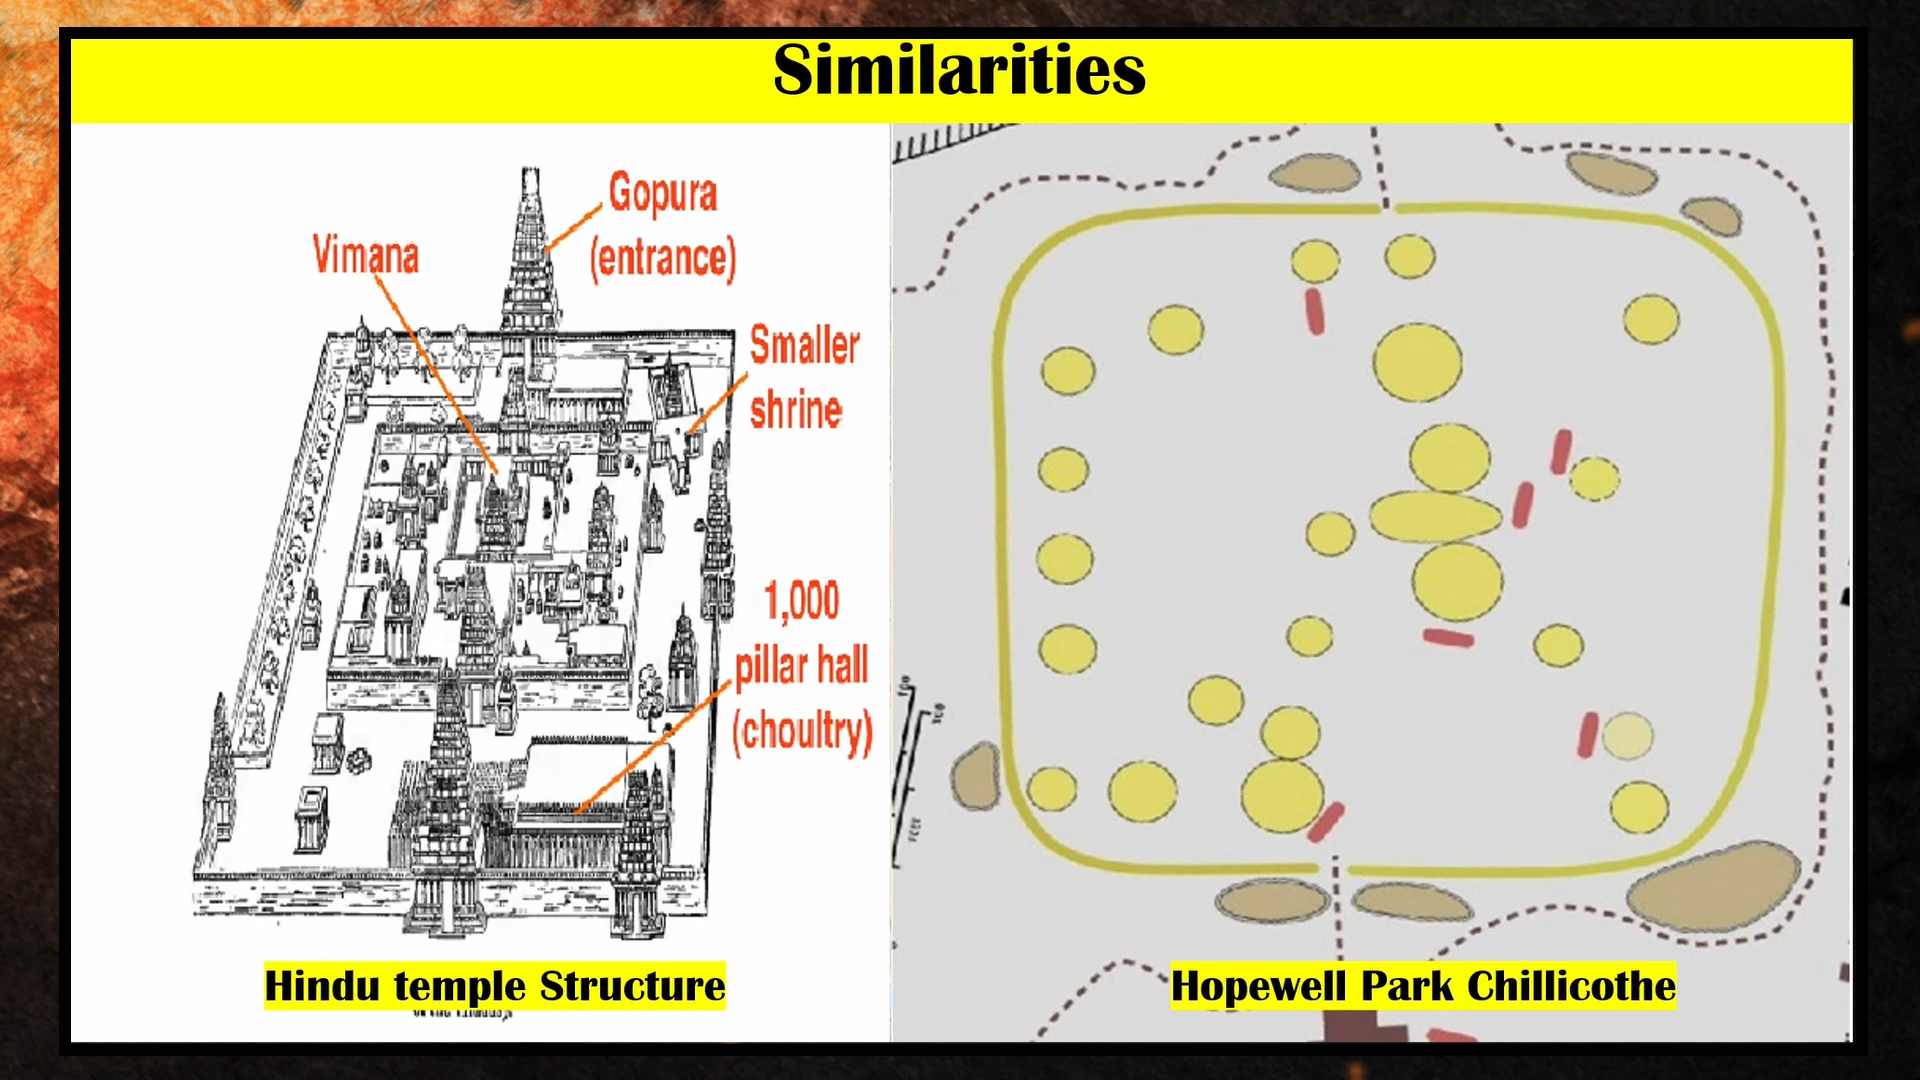 Similarities
Gopura
(entrance)
Vimana
Smaller
shrine
1,000
pillar hall
(choultry)
Hindu temple Structure
Hopewell Park Chillicothe